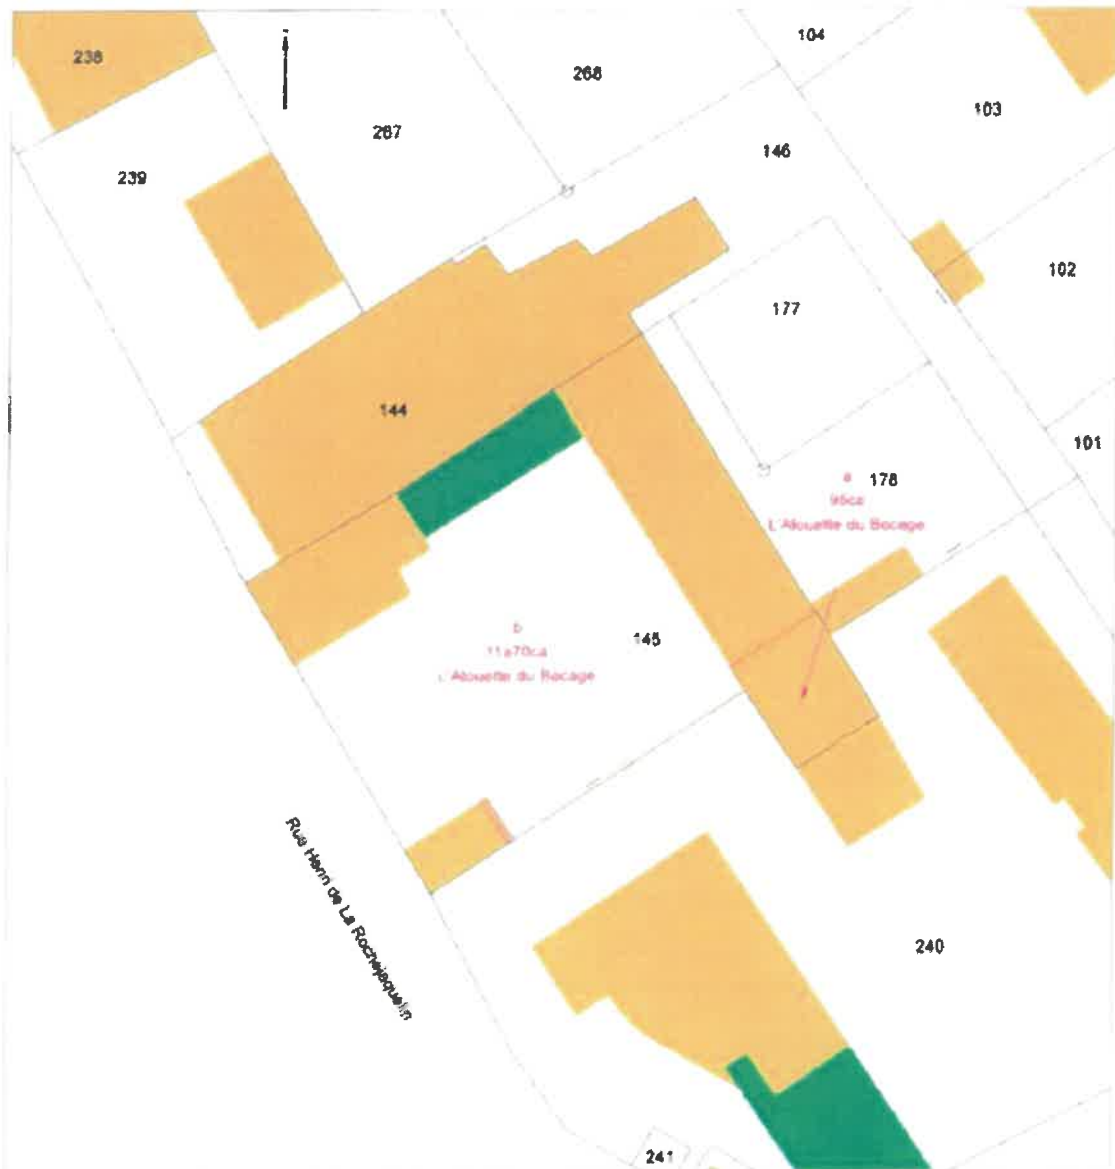 238
268
104
103
267
146
239
102
177
144
101
178
a
95ca
L'Alouette du Bocage
b
11a70ca
L'Alouette du Bocage
145
Rue Henri de La Rochejaquelin
240
241